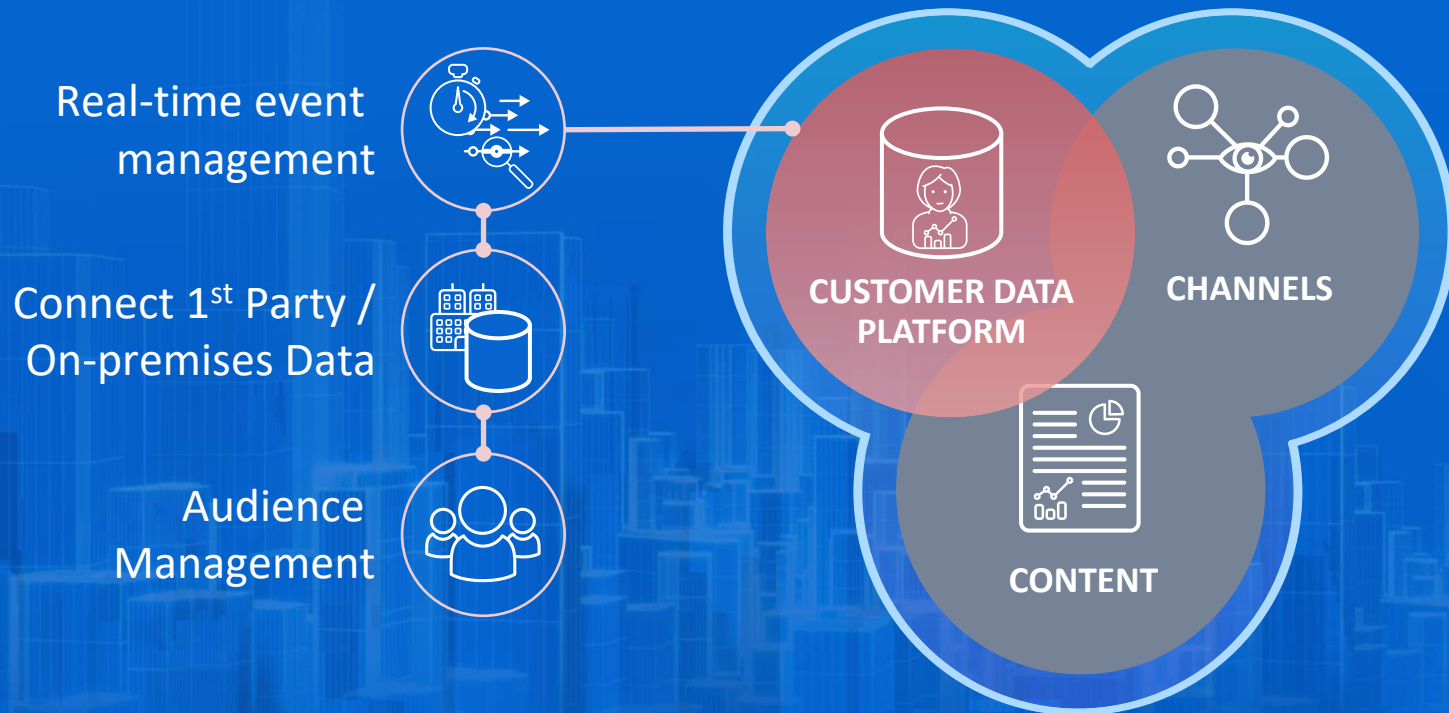 Real-time event
management
Connect 1st Party /
On-premises Data
Audience
Management
CUSTOMER DATA
PLATFORM
CHANNELS
CONTENT